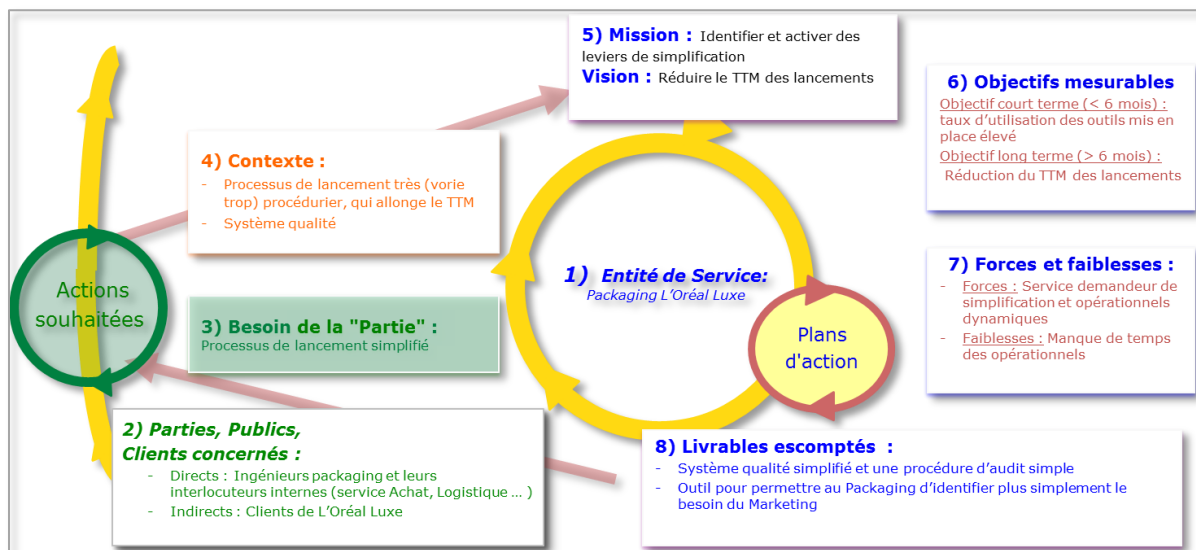 5) Mission : Identifier et activer des
leviers de simplification
Vision : Réduire le TTM des lancements
6) Objectifs mesurables
Objectif court terme (< 6 mois) :
taux d'utilisation des outils mis en
place élevé
Objectif long terme (> 6 mois) :
Réduction du TTM des lancements
4) Contexte :
- Processus de lancement très (vorie
trop) procédurier, qui allonge le TTM
- Système qualité
Actions
souhaitées
1) Entité de Service:
Packaging L'Oréal Luxe
7) Forces et faiblesses :
- Forces : Service demandeur de
simplification et opérationnels
dynamiques
- Faiblesses : Manque de temps
des opérationnels
3) Besoin de la "Partie" :
Processus de lancement simplifié
Plans
d'action
2) Parties, Publics,
Clients concernés :
- Directs : Ingénieurs packaging et leurs
interlocuteurs internes (service Achat, Logistique ... )
- Indirects : Clients de L'Oréal Luxe
8) Livrables escomptés :
- Système qualité simplifié et une procédure d'audit simple
- Outil pour permettre au Packaging d'identifier plus simplement le
besoin du Marketing